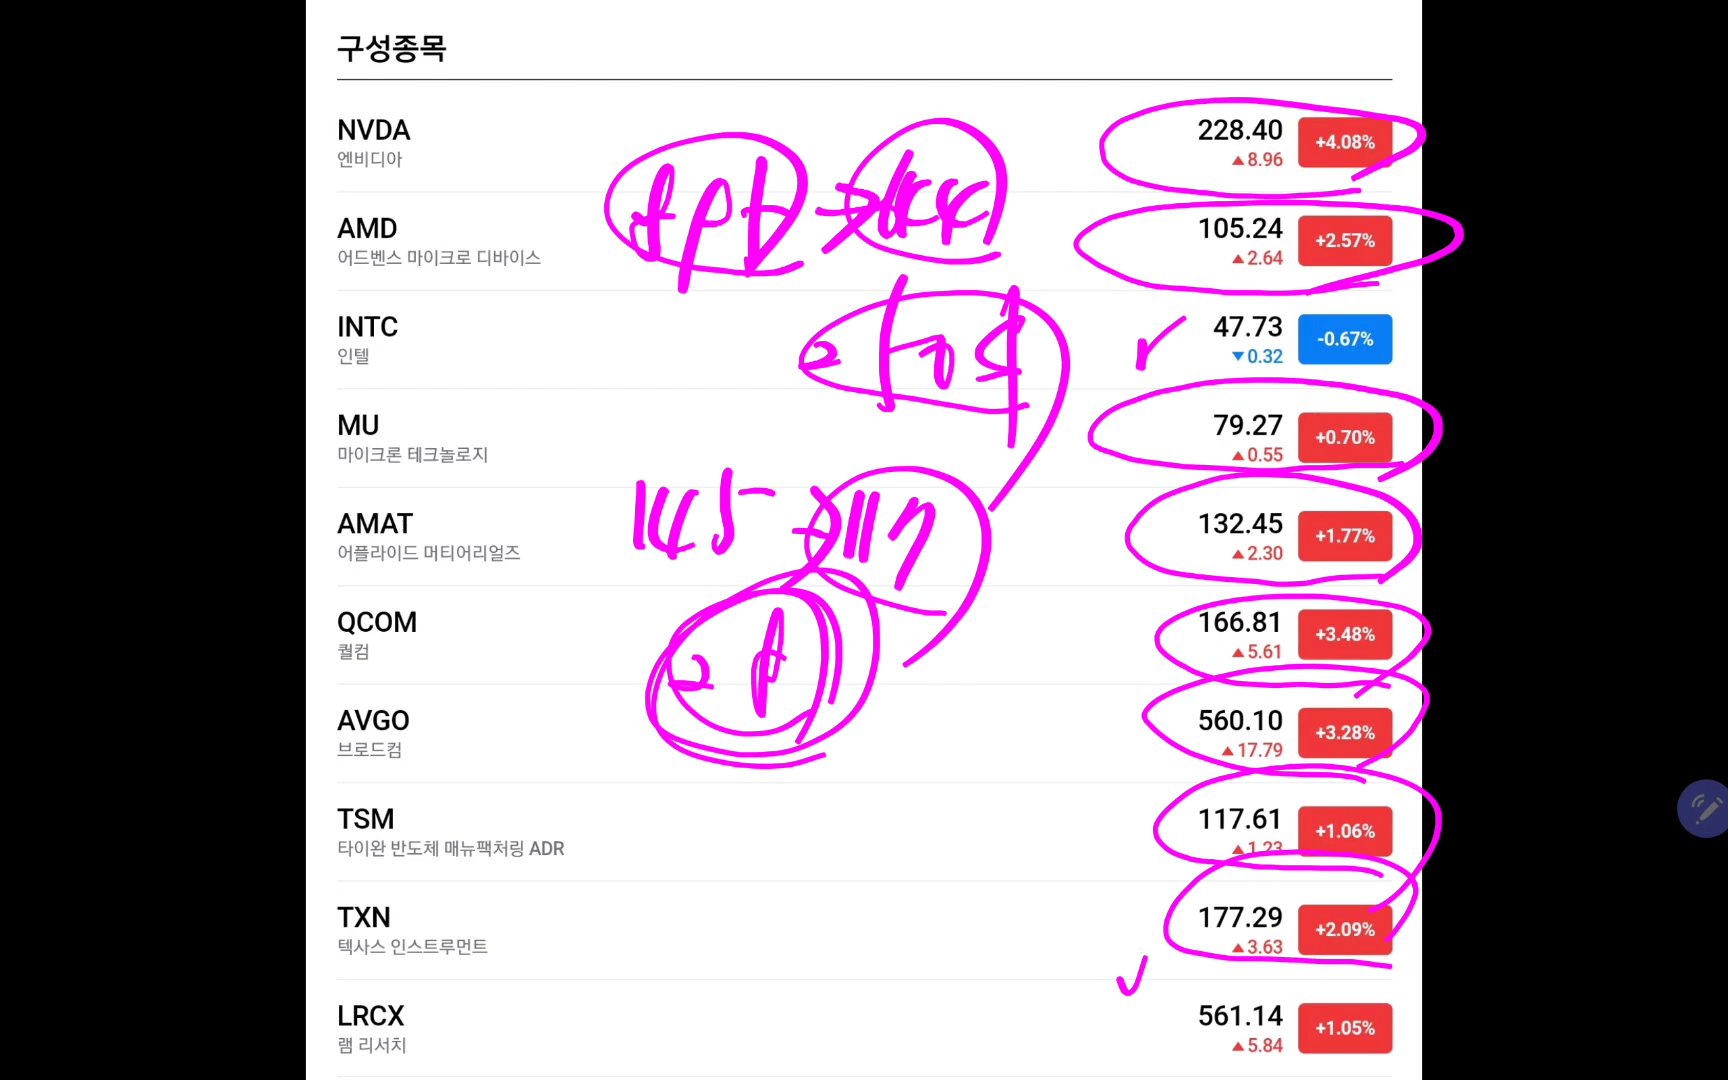 구성종목
NVDA 228.40 +4.08%
엔비디아 ▲8.96
AMD 105.24 +2.57%
어드벤스 마이크로 디바이스 ▲2.64
INTC 47.73 -0.67%
인텔 ▼0.32
MU 79.27 +0.70%
마이크론 테크놀로지 ▲0.55
AMAT 132.45 +1.77%
어플라이드 머티어리얼즈 ▲2.30
QCOM 166.81 +3.48%
퀄컴 ▲5.61
AVGO 560.10 +3.28%
브로드컴 ▲17.79
TSM 117.61 +1.06%
타이완 반도체 매뉴팩처링 ADR ▲1.23
TXN 177.29 +2.09%
텍사스 인스트루먼트 ▲3.63
LRCX 561.14 +1.05%
램 리서치 ▲5.84